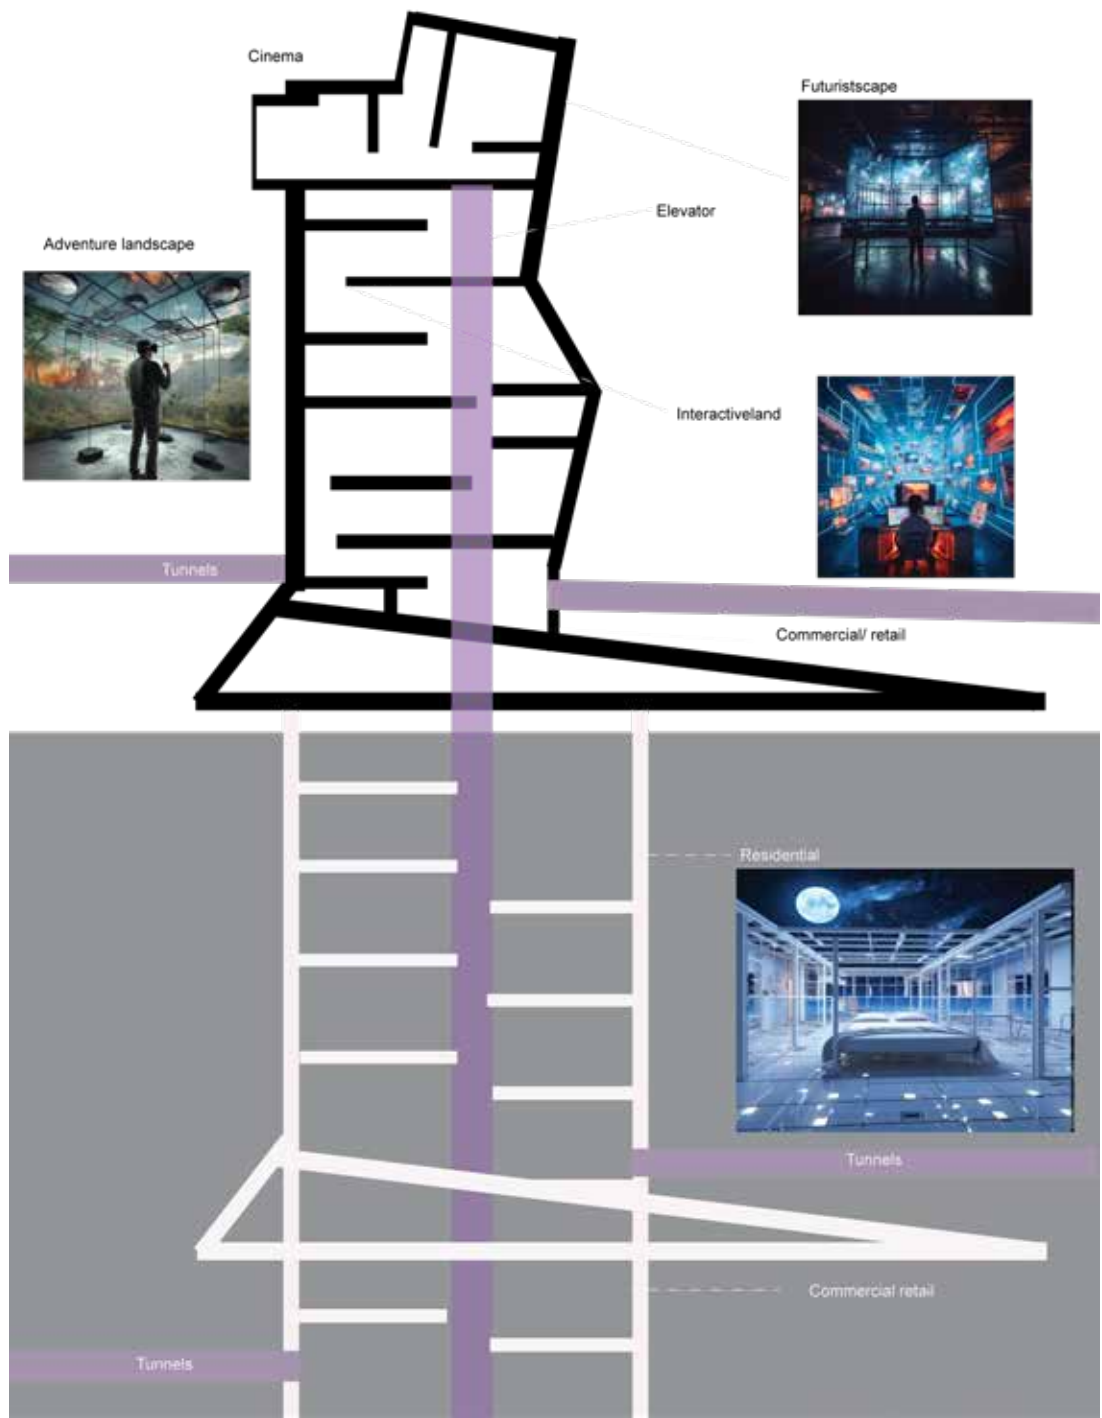 Cinema
Futuristscape
Elevator
Adventure landscape
Interactiveland
Tunnels
Commercial/ retail
Residential
Tunnels
Commercial retail
Tunnels